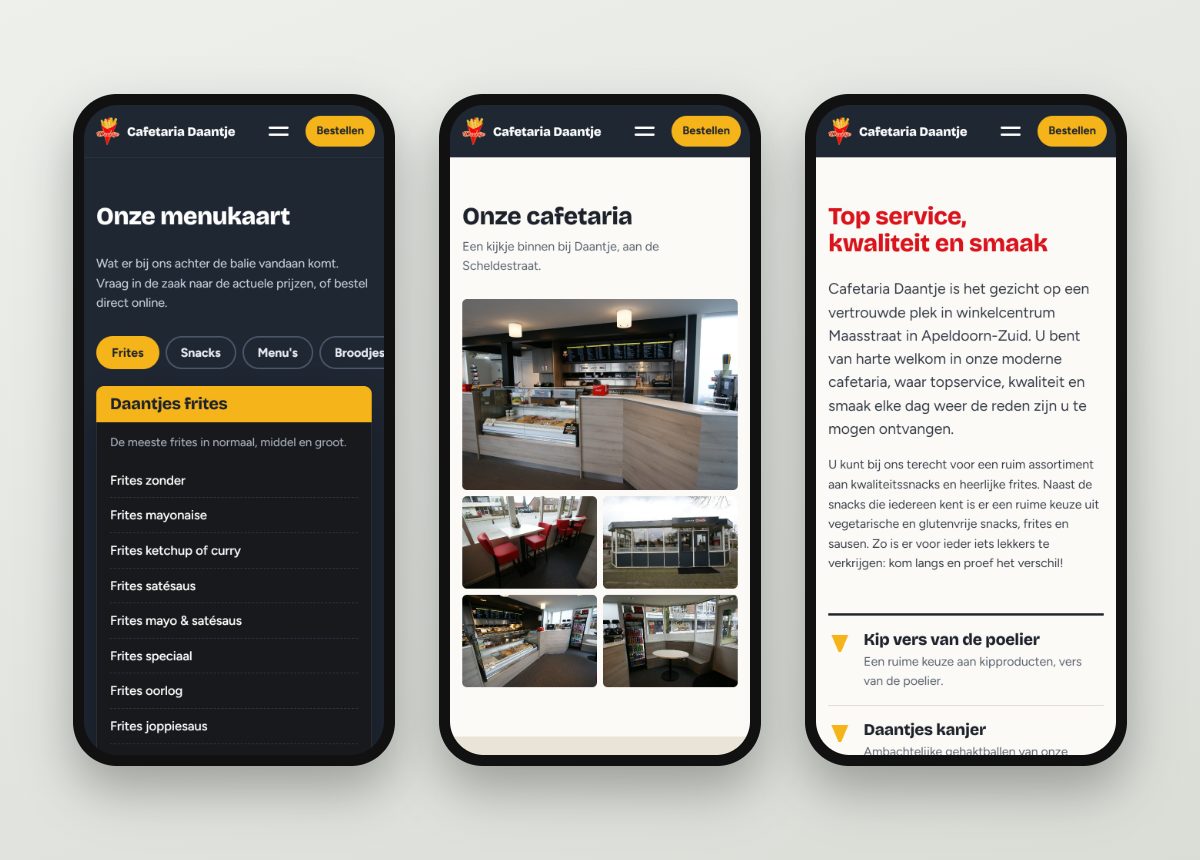 Cafetaria Daantje
Bestellen
Onze menukaart
Wat er bij ons achter de balie vandaan komt.
Vraag in de zaak naar de actuele prijzen, of bestel
direct online.
Frites
Snacks
Menu's
Broodjes
Daantjes frites
De meeste frites in normaal, middel en groot.
Frites zonder
Frites mayonaise
Frites ketchup of curry
Frites satésaus
Frites mayo & satésaus
Frites speciaal
Frites oorlog
Frites joppiesaus
Cafetaria Daantje
Bestellen
Onze cafetaria
Een kijkje binnen bij Daantje, aan de
Scheldestraat.
Cafetaria Daantje
Bestellen
Top service,
kwaliteit en smaak
Cafetaria Daantje is het gezicht op een
vertrouwde plek in winkelcentrum
Maasstraat in Apeldoorn-Zuid. U bent
van harte welkom in onze moderne
cafetaria, waar topservice, kwaliteit en
smaak elke dag weer de reden zijn u te
mogen ontvangen.
U kunt bij ons terecht voor een ruim assortiment
aan kwaliteitssnacks en heerlijke frites. Naast de
snacks die iedereen kent is er een ruime keuze uit
vegetarische en glutenvrije snacks, frites en
sausen. Zo is er voor ieder iets lekkers te
verkrijgen: kom langs en proef het verschil!
Kip vers van de poelier
Een ruime keuze aan kipproducten, vers
van de poelier.
Daantjes kanjer
Ambachtelijke gehaktballen van onze